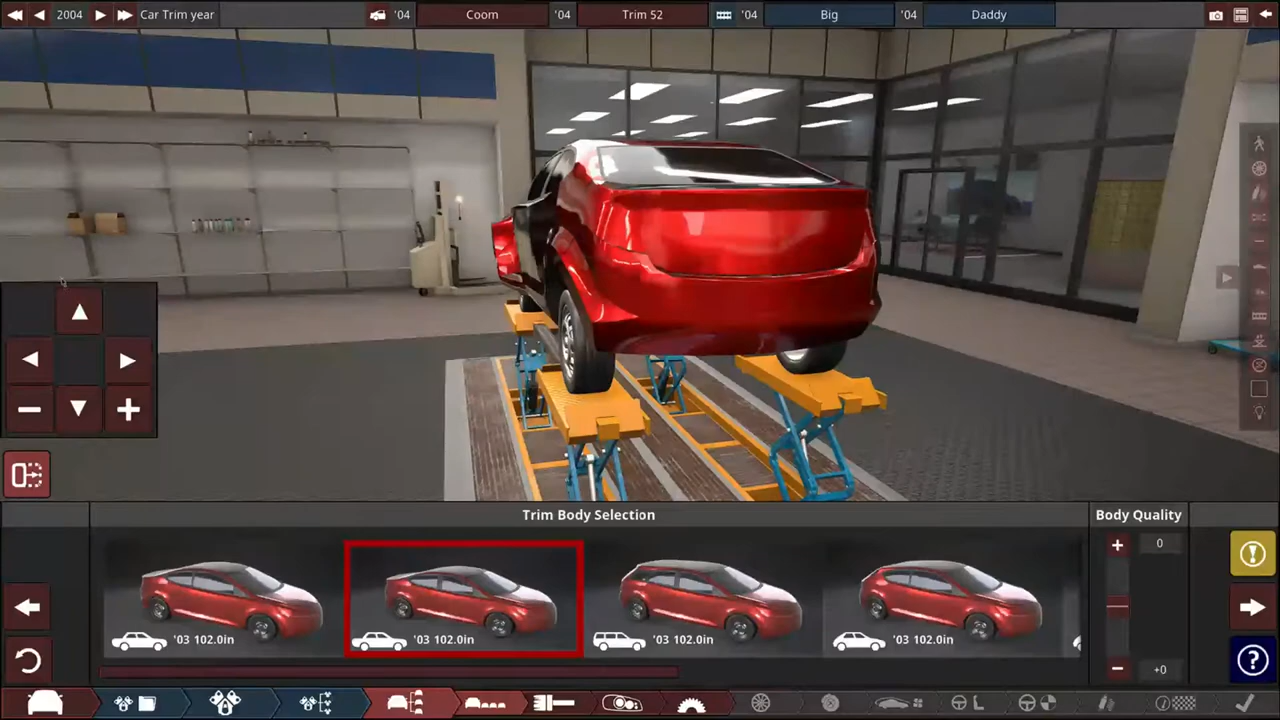 2004 Car Trim year '04 Coom '04 Trim 52 '04 Big '04 Daddy
Trim Body Selection
Body Quality
0
'03 102.0in
'03 102.0in
'03 102.0in
'03 102.0in
+0